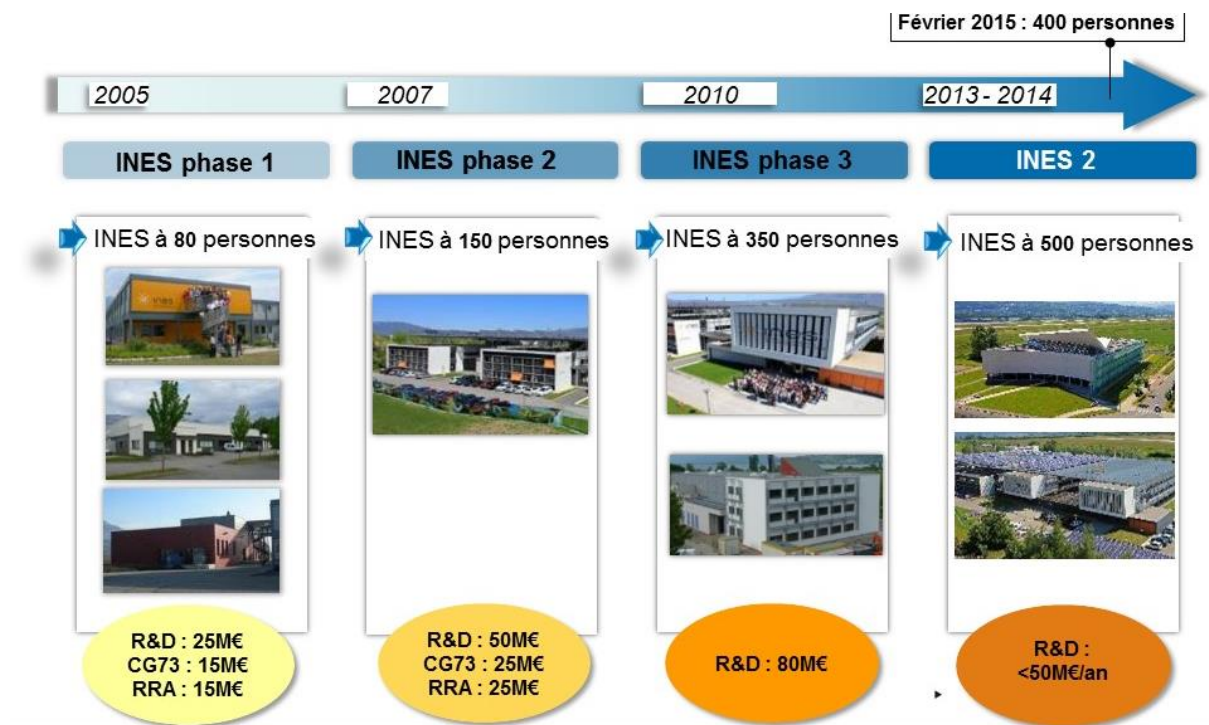 Février 2015 : 400 personnes
2005
2007
2010
2013- 2014
INES phase 1
INES phase 2
INES phase 3
INES 2
INES à 80 personnes
INES à 150 personnes
INES à 350 personnes
INES à 500 personnes
ines
ines
R&D : 25M€
CG73 : 15M€
RRA : 15M€
R&D : 50M€
CG73 : 25M€
RRA : 25M€
R&D : 80M€
R&D :
<50M€/an